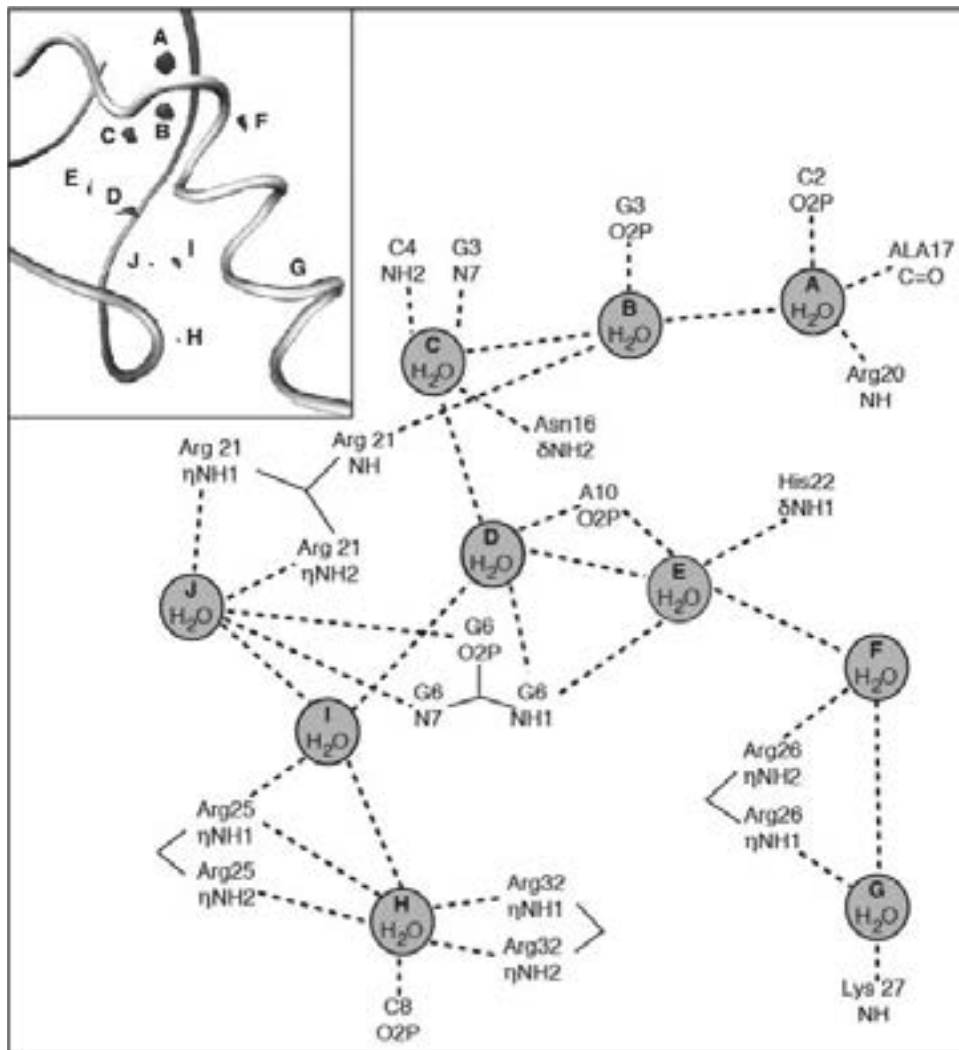 A
F
C
B
E
D
J
I
G
H
C2
O2P
G3
O2P
C4
NH2
G3
N7
ALA17
C=O
A
H₂O
B
H₂O
C
H₂O
Arg20
NH
Asn16
δNH2
Arg 21
NH
Arg 21
ηNH1
His22
δNH1
A10
O2P
D
H₂O
Arg 21
ηNH2
E
H₂O
J
H₂O
G6
O2P
F
H₂O
G6
N7
G6
NH1
I
H₂O
Arg26
ηNH2
Arg25
ηNH1
Arg26
ηNH1
Arg25
ηNH2
Arg32
ηNH1
H
H₂O
G
H₂O
Arg32
ηNH2
Lys 27
NH
C8
O2P